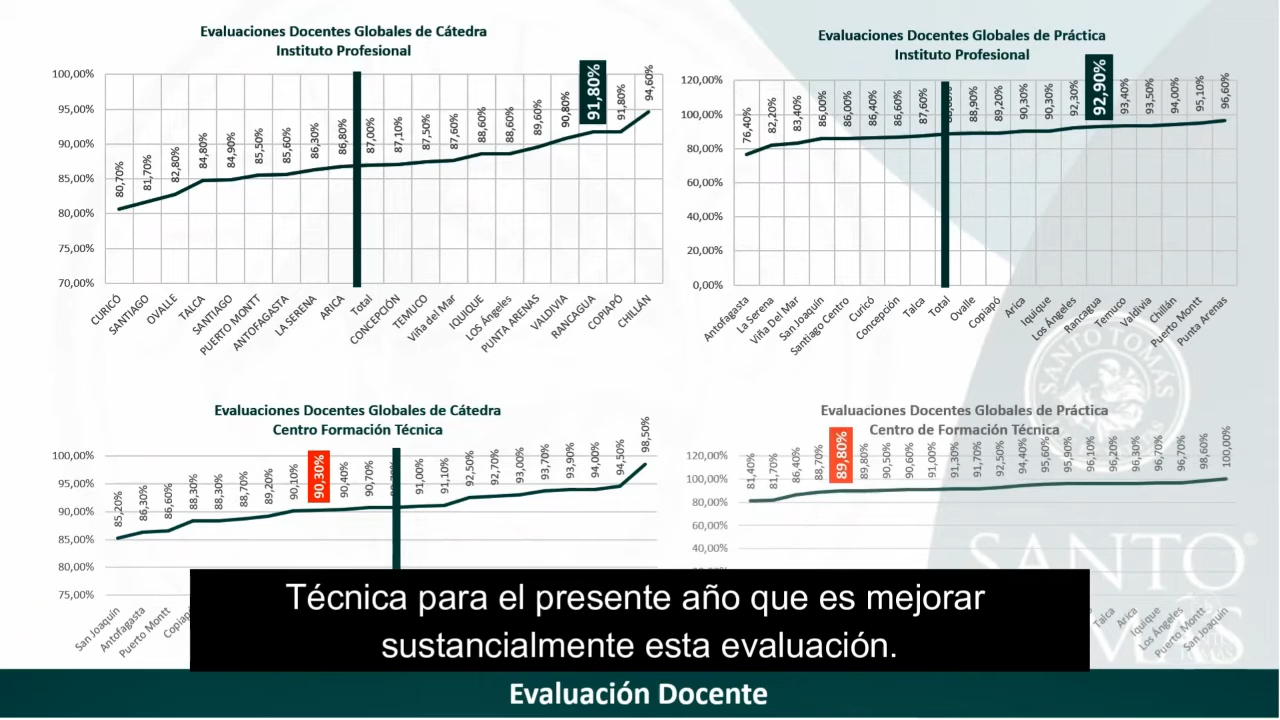 Evaluaciones Docentes Globales de Cátedra
Instituto Profesional
100,00%
95,00%
90,00%
85,00%
80,00%
75,00%
70,00%
80,70%
81,70%
82,80%
84,80%
84,90%
85,50%
85,60%
86,30%
86,80%
87,00%
87,10%
87,50%
87,60%
88,60%
88,60%
89,60%
90,80%
91,80%
91,80%
94,60%
CURICÓ
SANTIAGO
OVALLE
TALCA
SANTIAGO
PUERTO MONTT
ANTOFAGASTA
LA SERENA
ARICA
Total
CONCEPCIÓN
TEMUCO
Viña del Mar
IQUIQUE
LOS Ángeles
PUNTA ARENAS
VALDIVIA
RANCAGUA
COPIAPÓ
CHILLÁN
Evaluaciones Docentes Globales de Práctica
Instituto Profesional
120,00%
100,00%
80,00%
60,00%
40,00%
20,00%
0,00%
76,40%
82,20%
83,40%
86,00%
86,00%
86,40%
86,60%
87,60%
88,90%
89,20%
90,30%
90,30%
92,30%
92,90%
93,40%
93,50%
94,00%
95,10%
96,60%
Antofagasta
La Serena
Viña Del Mar
San Joaquín
Santiago Centro
Curicó
Concepción
Talca
Total
Ovalle
Copiapó
Arica
Iquique
Los Ángeles
Rancagua
Temuco
Valdivia
Chillán
Puerto Montt
Punta Arenas
Evaluaciones Docentes Globales de Cátedra
Centro Formación Técnica
100,00%
95,00%
90,00%
85,00%
80,00%
75,00%
85,20%
86,30%
86,60%
88,30%
88,30%
88,70%
89,20%
90,10%
90,30%
90,40%
90,70%
91,00%
91,10%
92,50%
92,70%
93,00%
93,70%
93,90%
94,00%
94,50%
98,50%
San Joaquín
Antofagasta
Puerto Montt
Evaluaciones Docentes Globales de Práctica
Centro de Formación Técnica
120,00%
100,00%
80,00%
60,00%
40,00%
81,40%
81,70%
86,40%
88,70%
89,80%
89,80%
90,50%
90,60%
91,00%
91,30%
91,70%
92,50%
94,40%
95,60%
95,90%
96,10%
96,20%
96,30%
96,70%
96,70%
98,60%
100,00%
Talca
Arica
Iquique
Los Ángeles
Puerto Montt
San Joaquín
SANTO TOMÁS
SANTO
Técnica para el presente año que es mejorar
sustancialmente esta evaluación.
Evaluación Docente